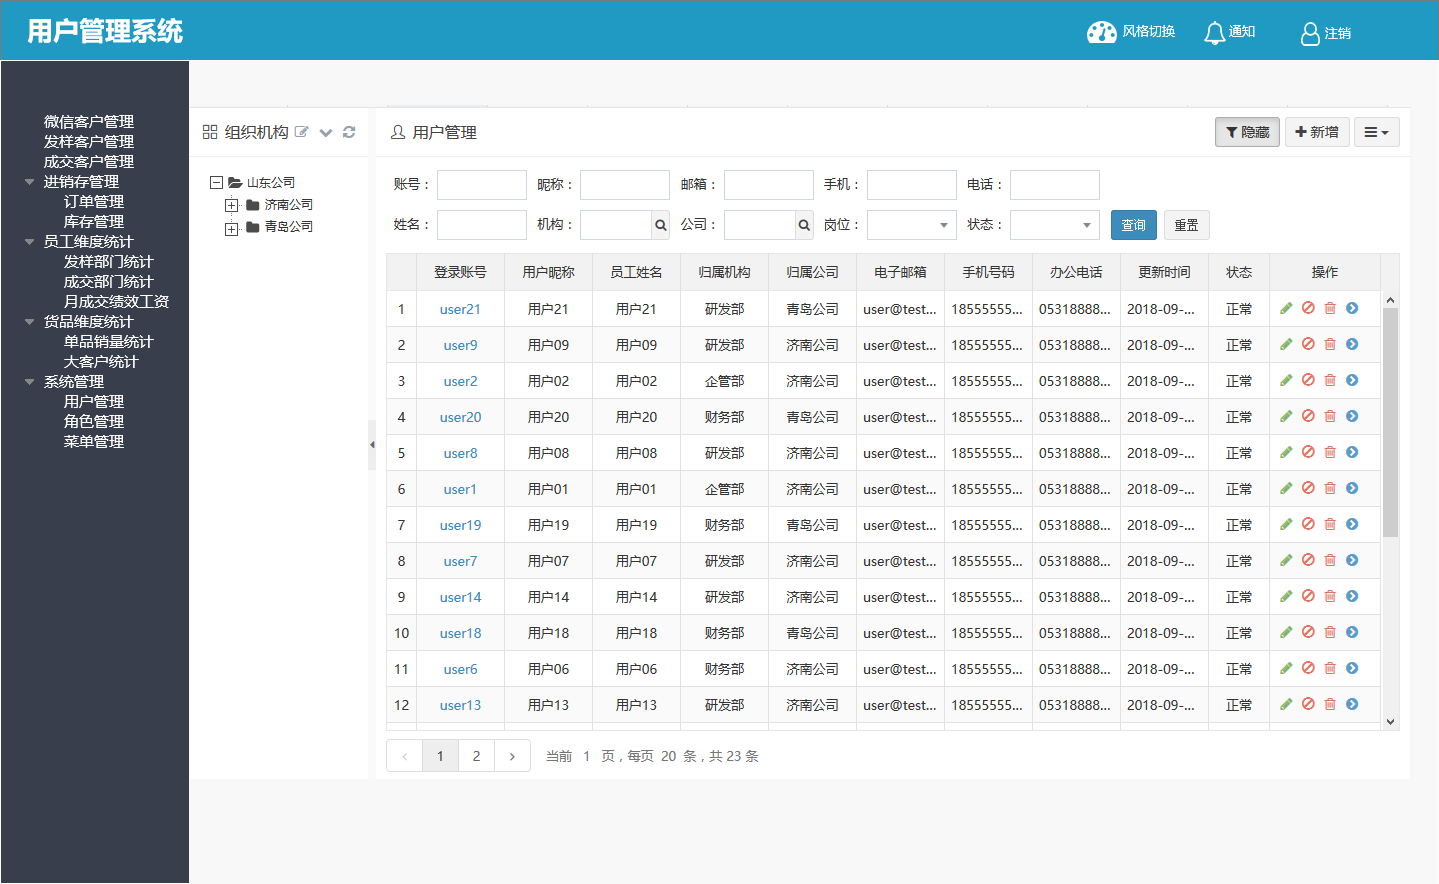 用户管理系统
风格切换 通知 注销
微信客户管理
发样客户管理
成交客户管理
进销存管理
订单管理
库存管理
员工维度统计
发样部门统计
成交部门统计
月成交绩效工资
货品维度统计
单品销量统计
大客户统计
系统管理
用户管理
角色管理
菜单管理
组织机构
山东公司
济南公司
青岛公司
用户管理 隐藏 新增
账号： 昵称： 邮箱： 手机： 电话：
姓名： 机构： 公司： 岗位： 状态： 查询 重置
登录账号 用户昵称 员工姓名 归属机构 归属公司 电子邮箱 手机号码 办公电话 更新时间 状态 操作
1 user21 用户21 用户21 研发部 青岛公司 user@test... 18555555... 05318888... 2018-09-... 正常
2 user9 用户09 用户09 研发部 济南公司 user@test... 18555555... 05318888... 2018-09-... 正常
3 user2 用户02 用户02 企管部 济南公司 user@test... 18555555... 05318888... 2018-09-... 正常
4 user20 用户20 用户20 财务部 青岛公司 user@test... 18555555... 05318888... 2018-09-... 正常
5 user8 用户08 用户08 研发部 济南公司 user@test... 18555555... 05318888... 2018-09-... 正常
6 user1 用户01 用户01 企管部 济南公司 user@test... 18555555... 05318888... 2018-09-... 正常
7 user19 用户19 用户19 财务部 青岛公司 user@test... 18555555... 05318888... 2018-09-... 正常
8 user7 用户07 用户07 研发部 济南公司 user@test... 18555555... 05318888... 2018-09-... 正常
9 user14 用户14 用户14 研发部 济南公司 user@test... 18555555... 05318888... 2018-09-... 正常
10 user18 用户18 用户18 财务部 青岛公司 user@test... 18555555... 05318888... 2018-09-... 正常
11 user6 用户06 用户06 财务部 济南公司 user@test... 18555555... 05318888... 2018-09-... 正常
12 user13 用户13 用户13 研发部 济南公司 user@test... 18555555... 05318888... 2018-09-... 正常
‹ 1 2 › 当前 1 页，每页 20 条，共 23 条